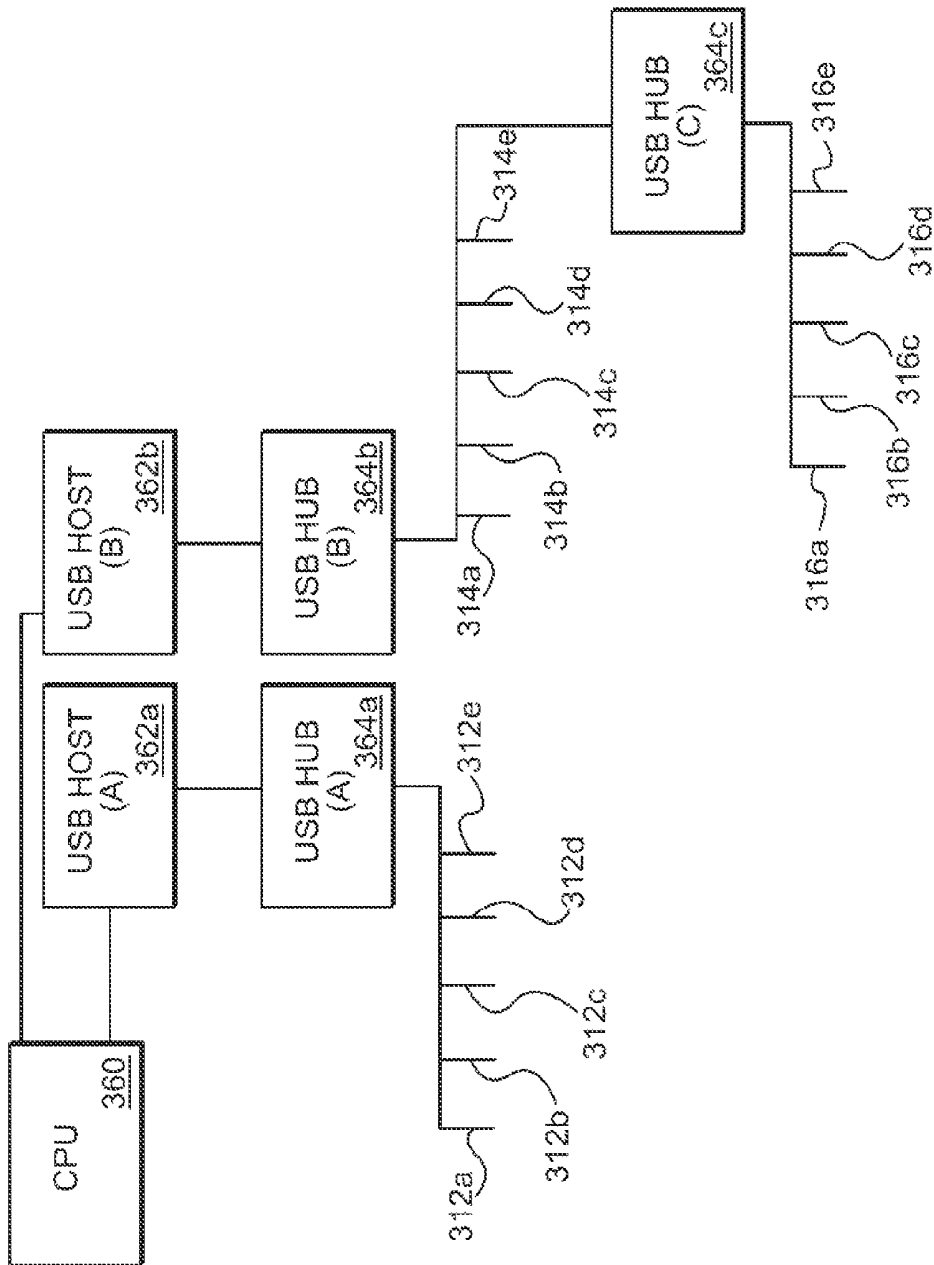 CPU
360
USB HOST
(A)
362a
USB HOST
(B)
362b
USB HUB
(A)
364a
USB HUB
(B)
364b
312a
312b
312c
312d
312e
314a
314b
314c
314d
314e
USB HUB
(C)
364c
316a
316b
316c
316d
316e